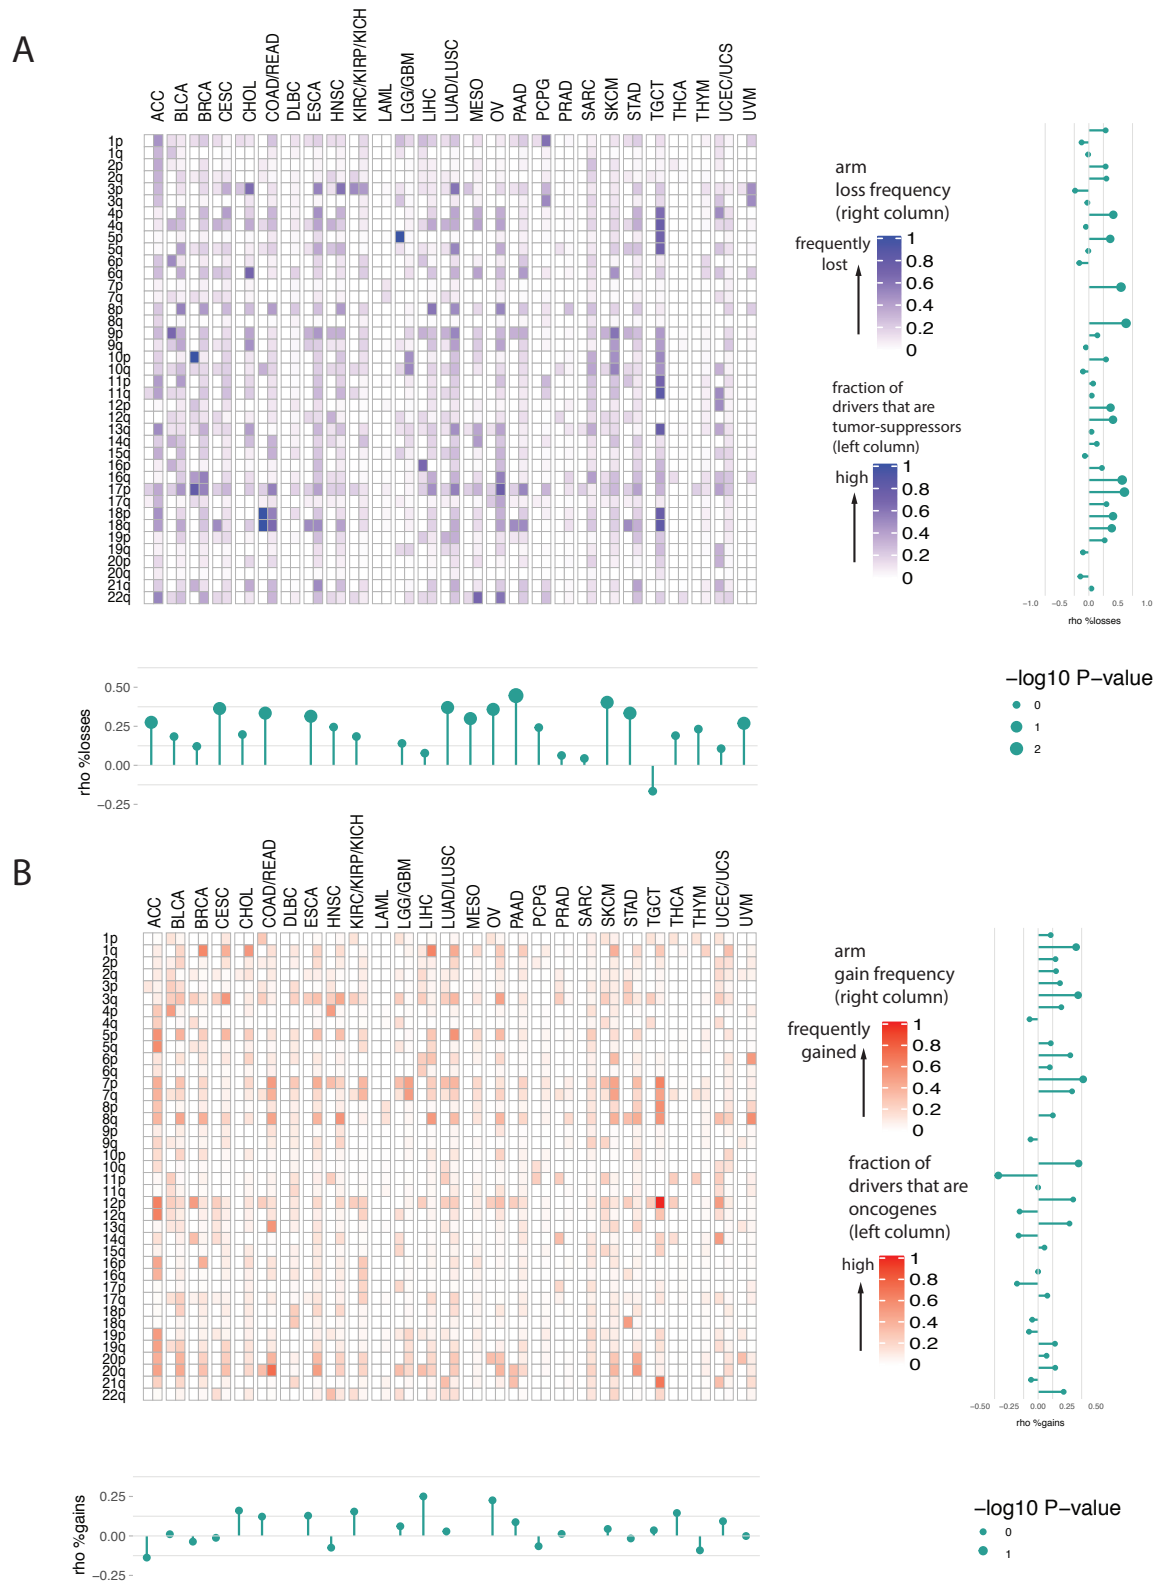 A
ACC
BLCA
BRCA
CESC
CHOL
COAD/READ
DLBC
ESCA
HNSC
KIRC/KIRP/KICH
LAML
LGG/GBM
LIHC
LUAD/LUSC
MESO
OV
PAAD
PCPG
PRAD
SARC
SKCM
STAD
TGCT
THCA
THYM
UCEC/UCS
UVM
1p
1q
2p
2q
3p
3q
4p
4q
5p
5q
6p
6q
7p
7q
8p
8q
9p
9q
10p
10q
11p
11q
12p
12q
13q
14q
15q
16p
16q
17p
17q
18p
18q
19p
19q
20p
20q
21q
22q
arm
loss frequency
(right column)
frequently
lost
1
0.8
0.6
0.4
0.2
0
fraction of
drivers that are
tumor-suppressors
(left column)
high
1
0.8
0.6
0.4
0.2
0
−1.0 −0.5 0.0 0.5 1.0
rho %losses
0.50
0.25
0.00
−0.25
rho %losses
−log10 P−value
0
1
2
B
ACC
BLCA
BRCA
CESC
CHOL
COAD/READ
DLBC
ESCA
HNSC
KIRC/KIRP/KICH
LAML
LGG/GBM
LIHC
LUAD/LUSC
MESO
OV
PAAD
PCPG
PRAD
SARC
SKCM
STAD
TGCT
THCA
THYM
UCEC/UCS
UVM
1p
1q
2p
2q
3p
3q
4p
4q
5p
5q
6p
6q
7p
7q
8p
8q
9p
9q
10p
10q
11p
11q
12p
12q
13q
14q
15q
16p
16q
17p
17q
18p
18q
19p
19q
20p
20q
21q
22q
arm
gain frequency
(right column)
frequently
gained
1
0.8
0.6
0.4
0.2
0
fraction of
drivers that are
oncogenes
(left column)
high
1
0.8
0.6
0.4
0.2
0
−0.50 −0.25 0.00 0.25 0.50
rho %gains
0.25
0.00
−0.25
rho %gains
−log10 P−value
0
1